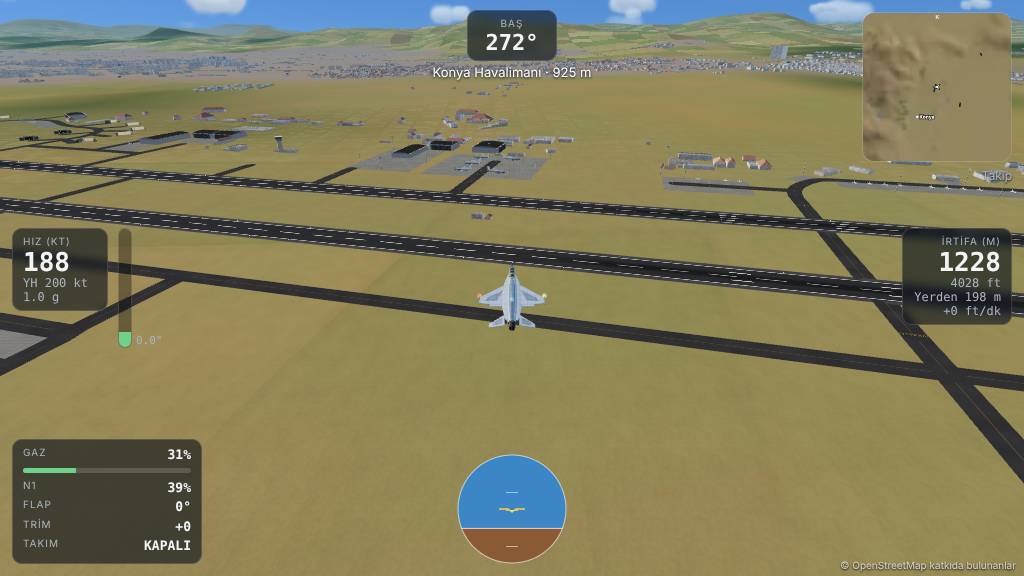 BAŞ
272°
Konya Havalimanı · 925 m
K
Konya
Takip
HIZ (KT)
188
YH 200 kt
1.0 g
0.0°
İRTİFA (M)
1228
4028 ft
Yerden 198 m
+0 ft/dk
GAZ 31%
N1 39%
FLAP 0°
TRİM +0
TAKIM KAPALI
© OpenStreetMap katkıda bulunanlar